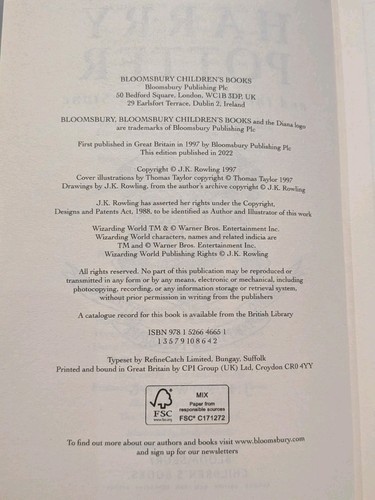 HARRY
POTTER
BLOOMSBURY CHILDREN'S BOOKS
Bloomsbury Publishing Plc
50 Bedford Square, London, WC1B 3DP, UK
29 Earlsfort Terrace, Dublin 2, Ireland
BLOOMSBURY, BLOOMSBURY CHILDREN'S BOOKS and the Diana logo
are trademarks of Bloomsbury Publishing Plc
First published in Great Britain in 1997 by Bloomsbury Publishing Plc
This edition published in 2022
Copyright © J.K. Rowling 1997
Cover illustrations by Thomas Taylor copyright © Thomas Taylor 1997
Drawings by J.K. Rowling, from the author's archive copyright © J.K. Rowling
J.K. Rowling has asserted her rights under the Copyright,
Designs and Patents Act, 1988, to be identified as Author and Illustrator of this work
Wizarding World TM & © Warner Bros. Entertainment Inc.
Wizarding World characters, names and related indicia are
TM and © Warner Bros. Entertainment Inc.
Wizarding World Publishing Rights © J.K. Rowling
All rights reserved. No part of this publication may be reproduced or
transmitted in any form or by any means, electronic or mechanical, including
photocopying, recording, or any information storage or retrieval system,
without prior permission in writing from the publishers
A catalogue record for this book is available from the British Library
ISBN 978 1 5266 4665 1
1 3 5 7 9 10 8 6 4 2
Typeset by RefineCatch Limited, Bungay, Suffolk
Printed and bound in Great Britain by CPI Group (UK) Ltd, Croydon CR0 4YY
FSC
www.fsc.org
MIX
Paper from
responsible sources
FSC® C171272
To find out more about our authors and books visit www.bloomsbury.com
and sign up for our newsletters
CHILDREN'S BOOKS